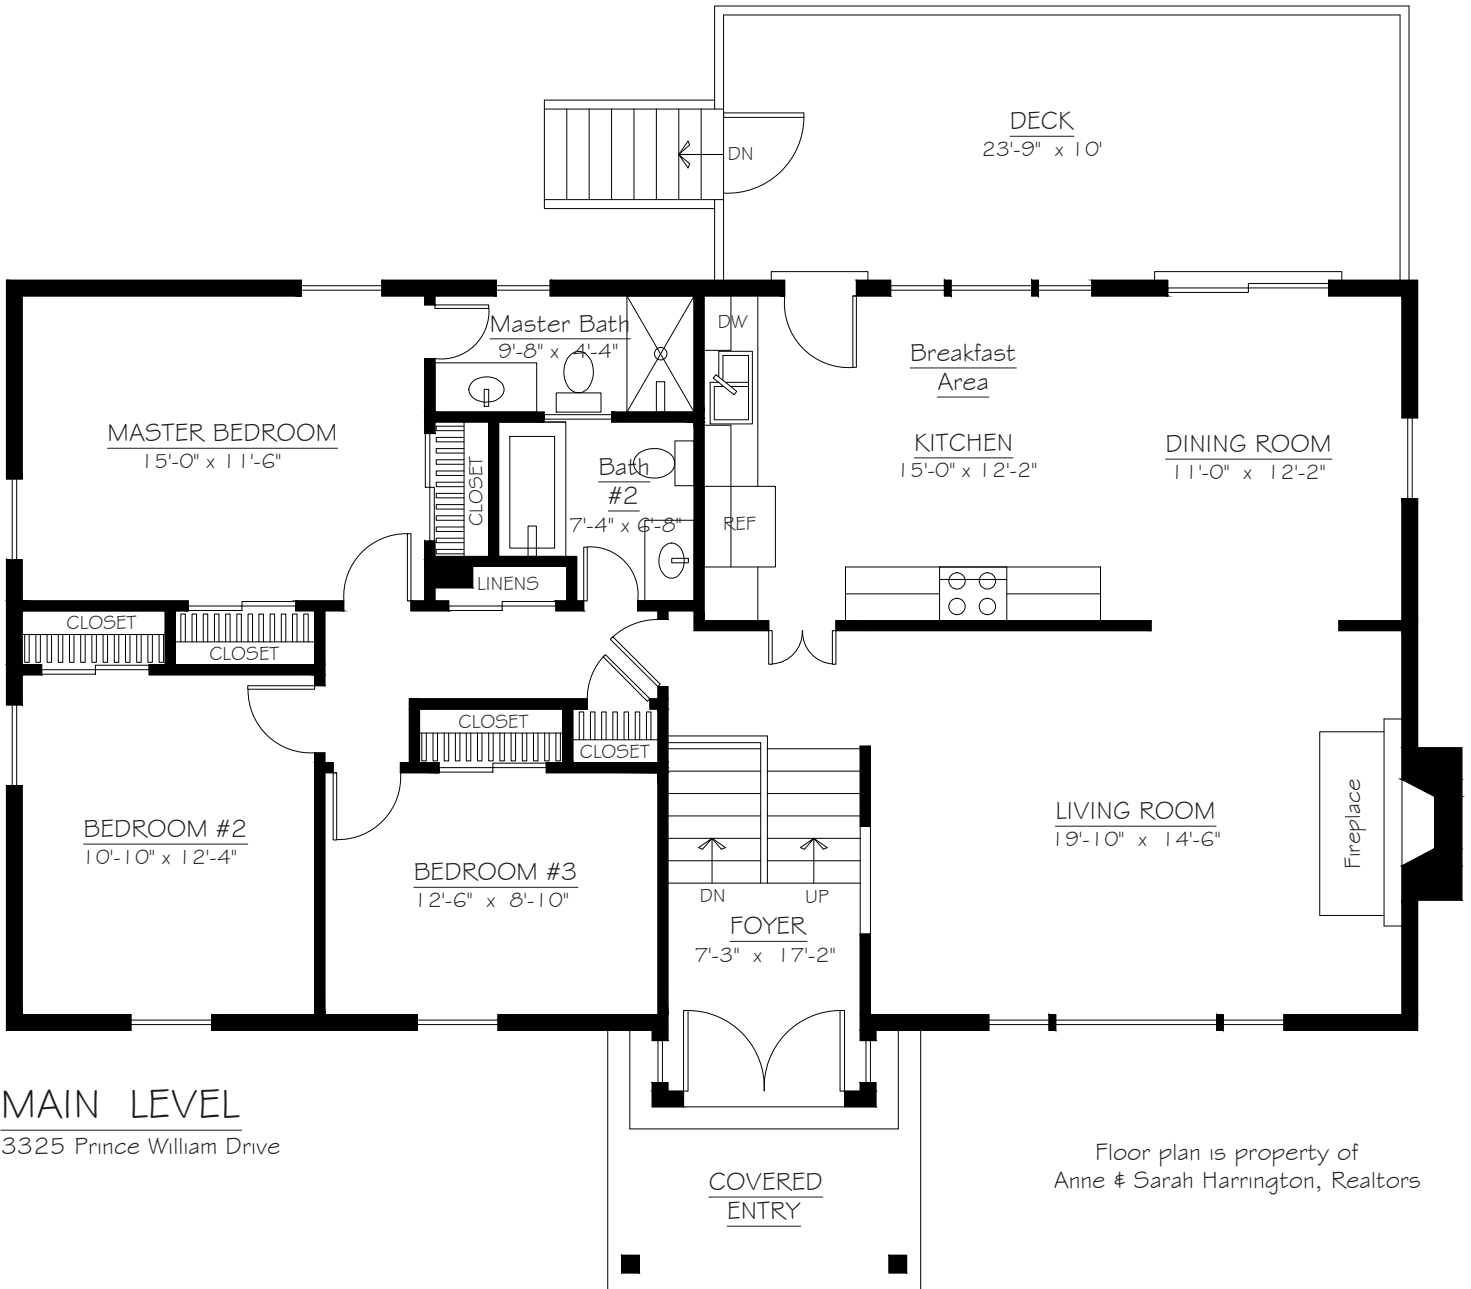 DECK
23'-9" x 10'
DN
Master Bath
9'-8" x 4'-4"
DW
Breakfast
Area
MASTER BEDROOM
15'-0" x 11'-6"
KITCHEN
15'-0" x 12'-2"
DINING ROOM
11'-0" x 12'-2"
CLOSET
Bath
#2
7'-4" x 6'-8"
REF
LINENS
CLOSET
CLOSET
CLOSET
CLOSET
BEDROOM #2
10'-10" x 12'-4"
BEDROOM #3
12'-6" x 8'-10"
LIVING ROOM
19'-10" x 14'-6"
Fireplace
DN
UP
FOYER
7'-3" x 17'-2"
MAIN LEVEL
3325 Prince William Drive
COVERED
ENTRY
Floor plan is property of
Anne & Sarah Harrington, Realtors